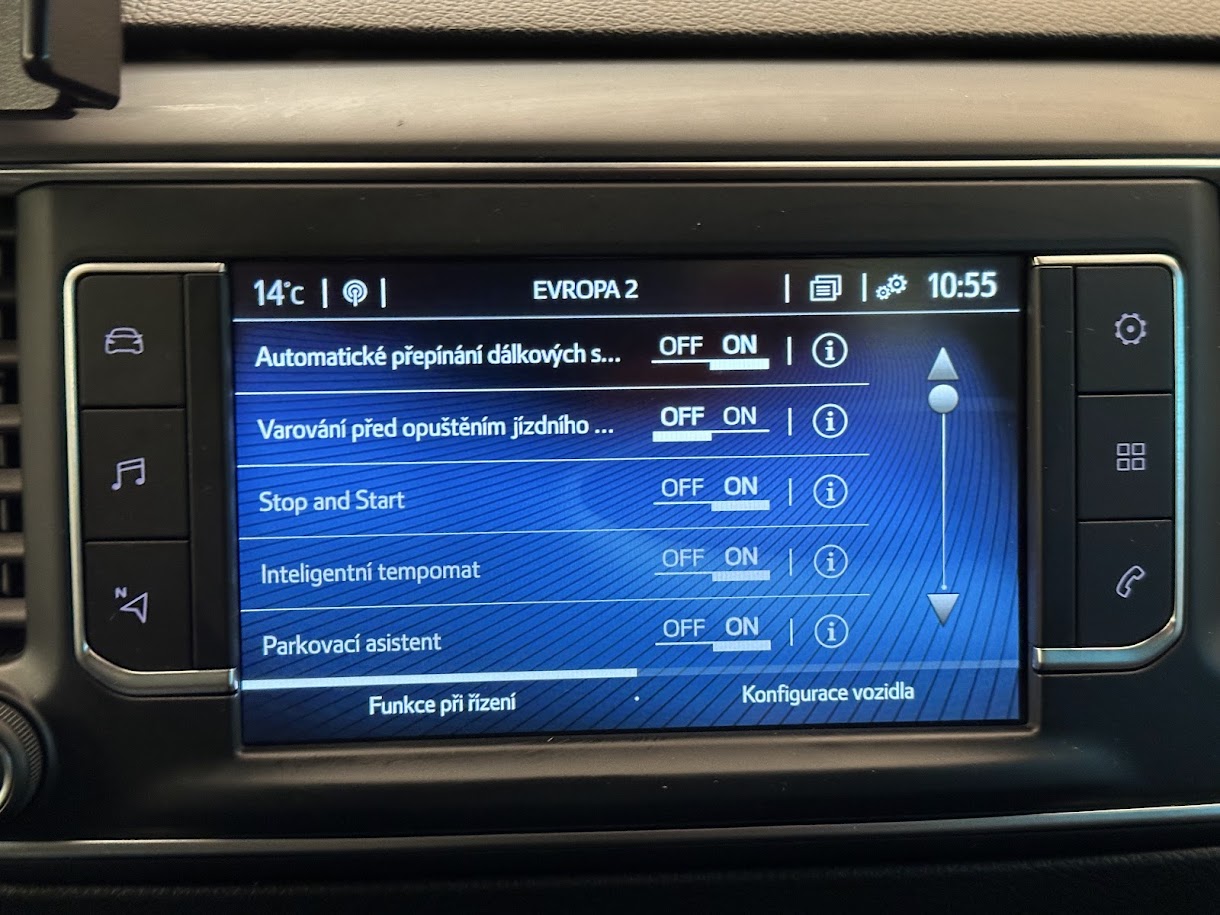 14°C EVROPA 2 10:55
Automatické přepínání dálkových s... OFF ON i
Varování před opuštěním jízdního ... OFF ON i
Stop and Start OFF ON i
Inteligentní tempomat OFF ON i
Parkovací asistent OFF ON i
Funkce při řízení Konfigurace vozidla
N